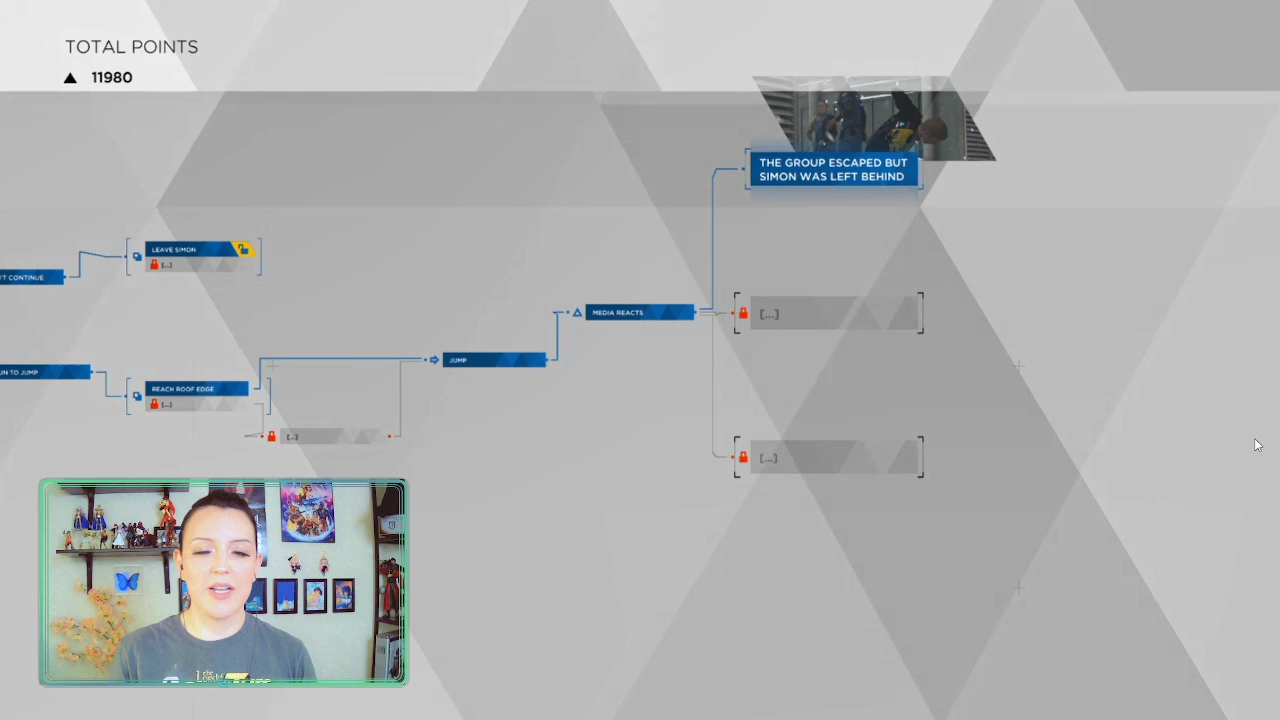 TOTAL POINTS
11980
THE GROUP ESCAPED BUT
SIMON WAS LEFT BEHIND
LEAVE SIMON
[...]
'T CONTINUE
[...]
MEDIA REACTS
JUMP
UN TO JUMP
REACH ROOF EDGE
[...]
[...]
[...]
the